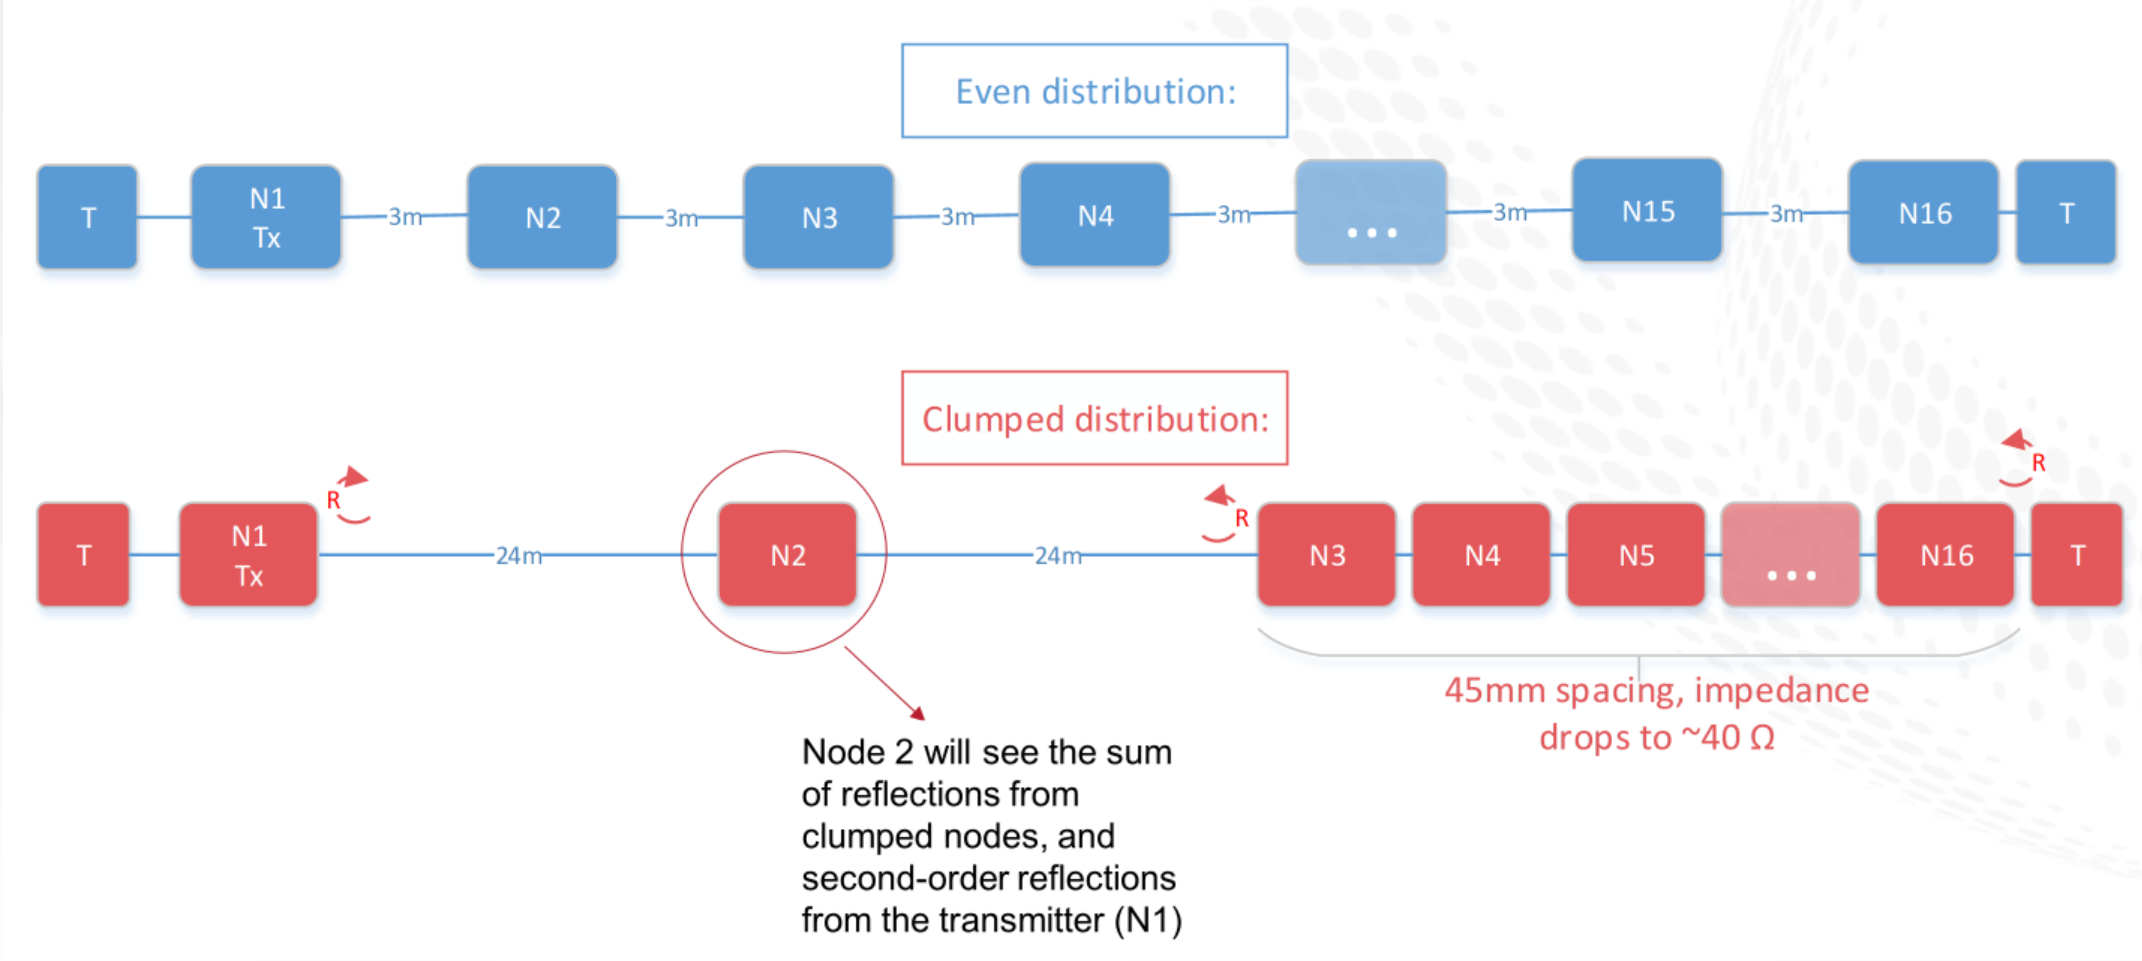 Even distribution:
T
N1
Tx
3m
N2
3m
N3
3m
N4
3m
...
3m
N15
3m
N16
T
Clumped distribution:
T
N1
Tx
R
24m
N2
24m
R
N3
N4
N5
...
N16
R
T
45mm spacing, impedance
drops to ~40 Ω
Node 2 will see the sum
of reflections from
clumped nodes, and
second-order reflections
from the transmitter (N1)